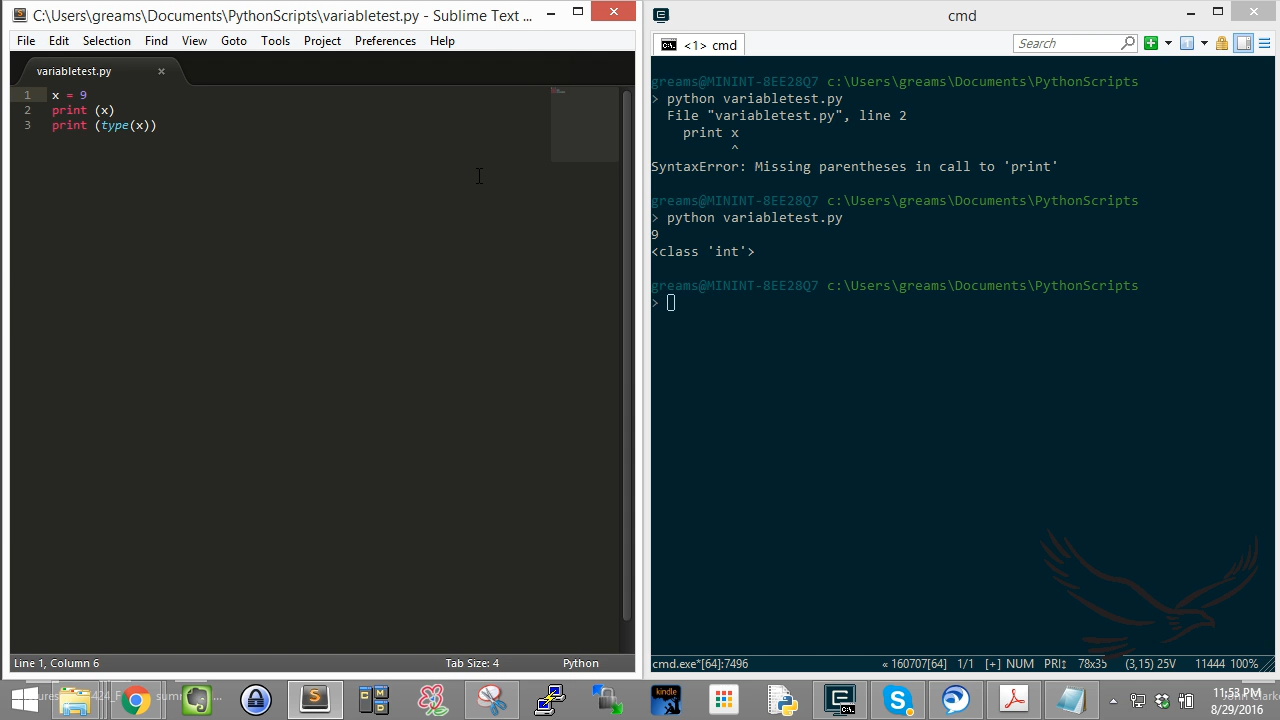 C:\Users\greams\Documents\PythonScripts\variabletest.py - Sublime Text ...
File Edit Selection Find View Goto Tools Project Preferences Help
variabletest.py
1 x = 9
2 print (x)
3 print (type(x))
Line 1, Column 6 Tab Size: 4 Python
cmd
<1> cmd
Search
greams@MININT-8EE28Q7 c:\Users\greams\Documents\PythonScripts
> python variabletest.py
File "variabletest.py", line 2
print x
^
SyntaxError: Missing parentheses in call to 'print'
greams@MININT-8EE28Q7 c:\Users\greams\Documents\PythonScripts
> python variabletest.py
9
<class 'int'>
greams@MININT-8EE28Q7 c:\Users\greams\Documents\PythonScripts
>
cmd.exe*[64]:7496 « 160707[64] 1/1 [+] NUM PRI↕ 78x35 (3,15) 25V 11444 100%
kindle
11:53 PM
8/29/2016